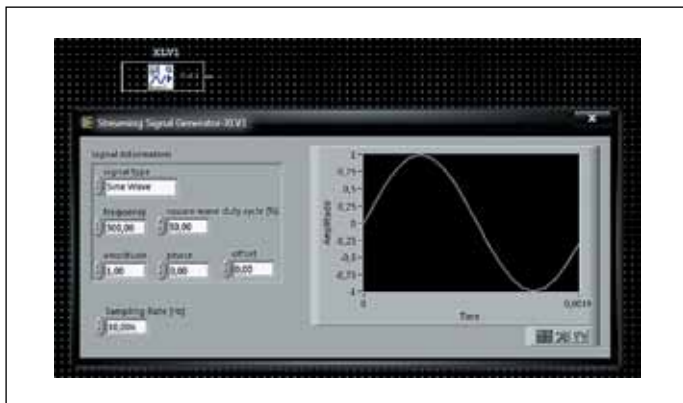 XLV1
Streaming Signal Generator-XLV1
Signal Information
signal type
Sine Wave
frequency
square wave duty cycle (%)
500,00
50,00
amplitude
phase
offset
1,00
0,00
0,00
Sampling Rate [Hz]
10,00k
Amplitude
1
0,75
0,5
0,25
0
-0,25
-0,5
-0,75
-1
0
0,0019
Time